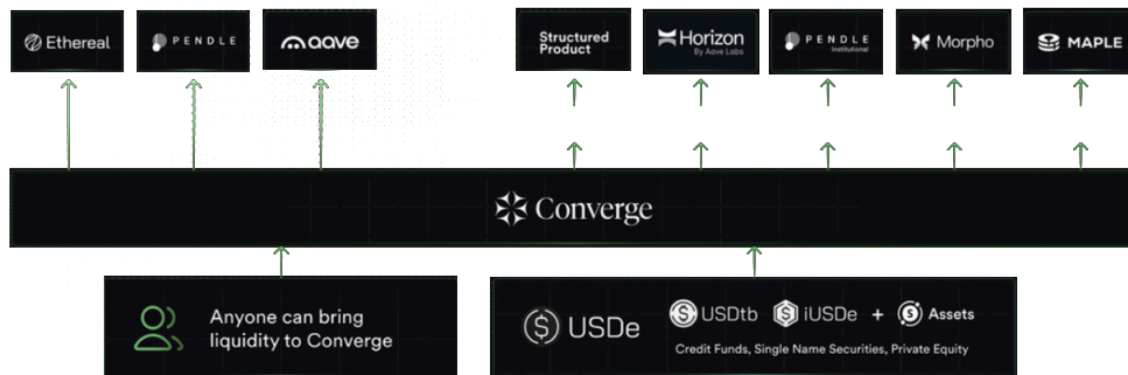 Ethereal
PENDLE
aave
Structured
Product
Horizon
By Aave Labs
PENDLE
Institutional
Morpho
MAPLE
Converge
Anyone can bring
liquidity to Converge
USDe
USDtb iUSDe + Assets
Credit Funds, Single Name Securities, Private Equity